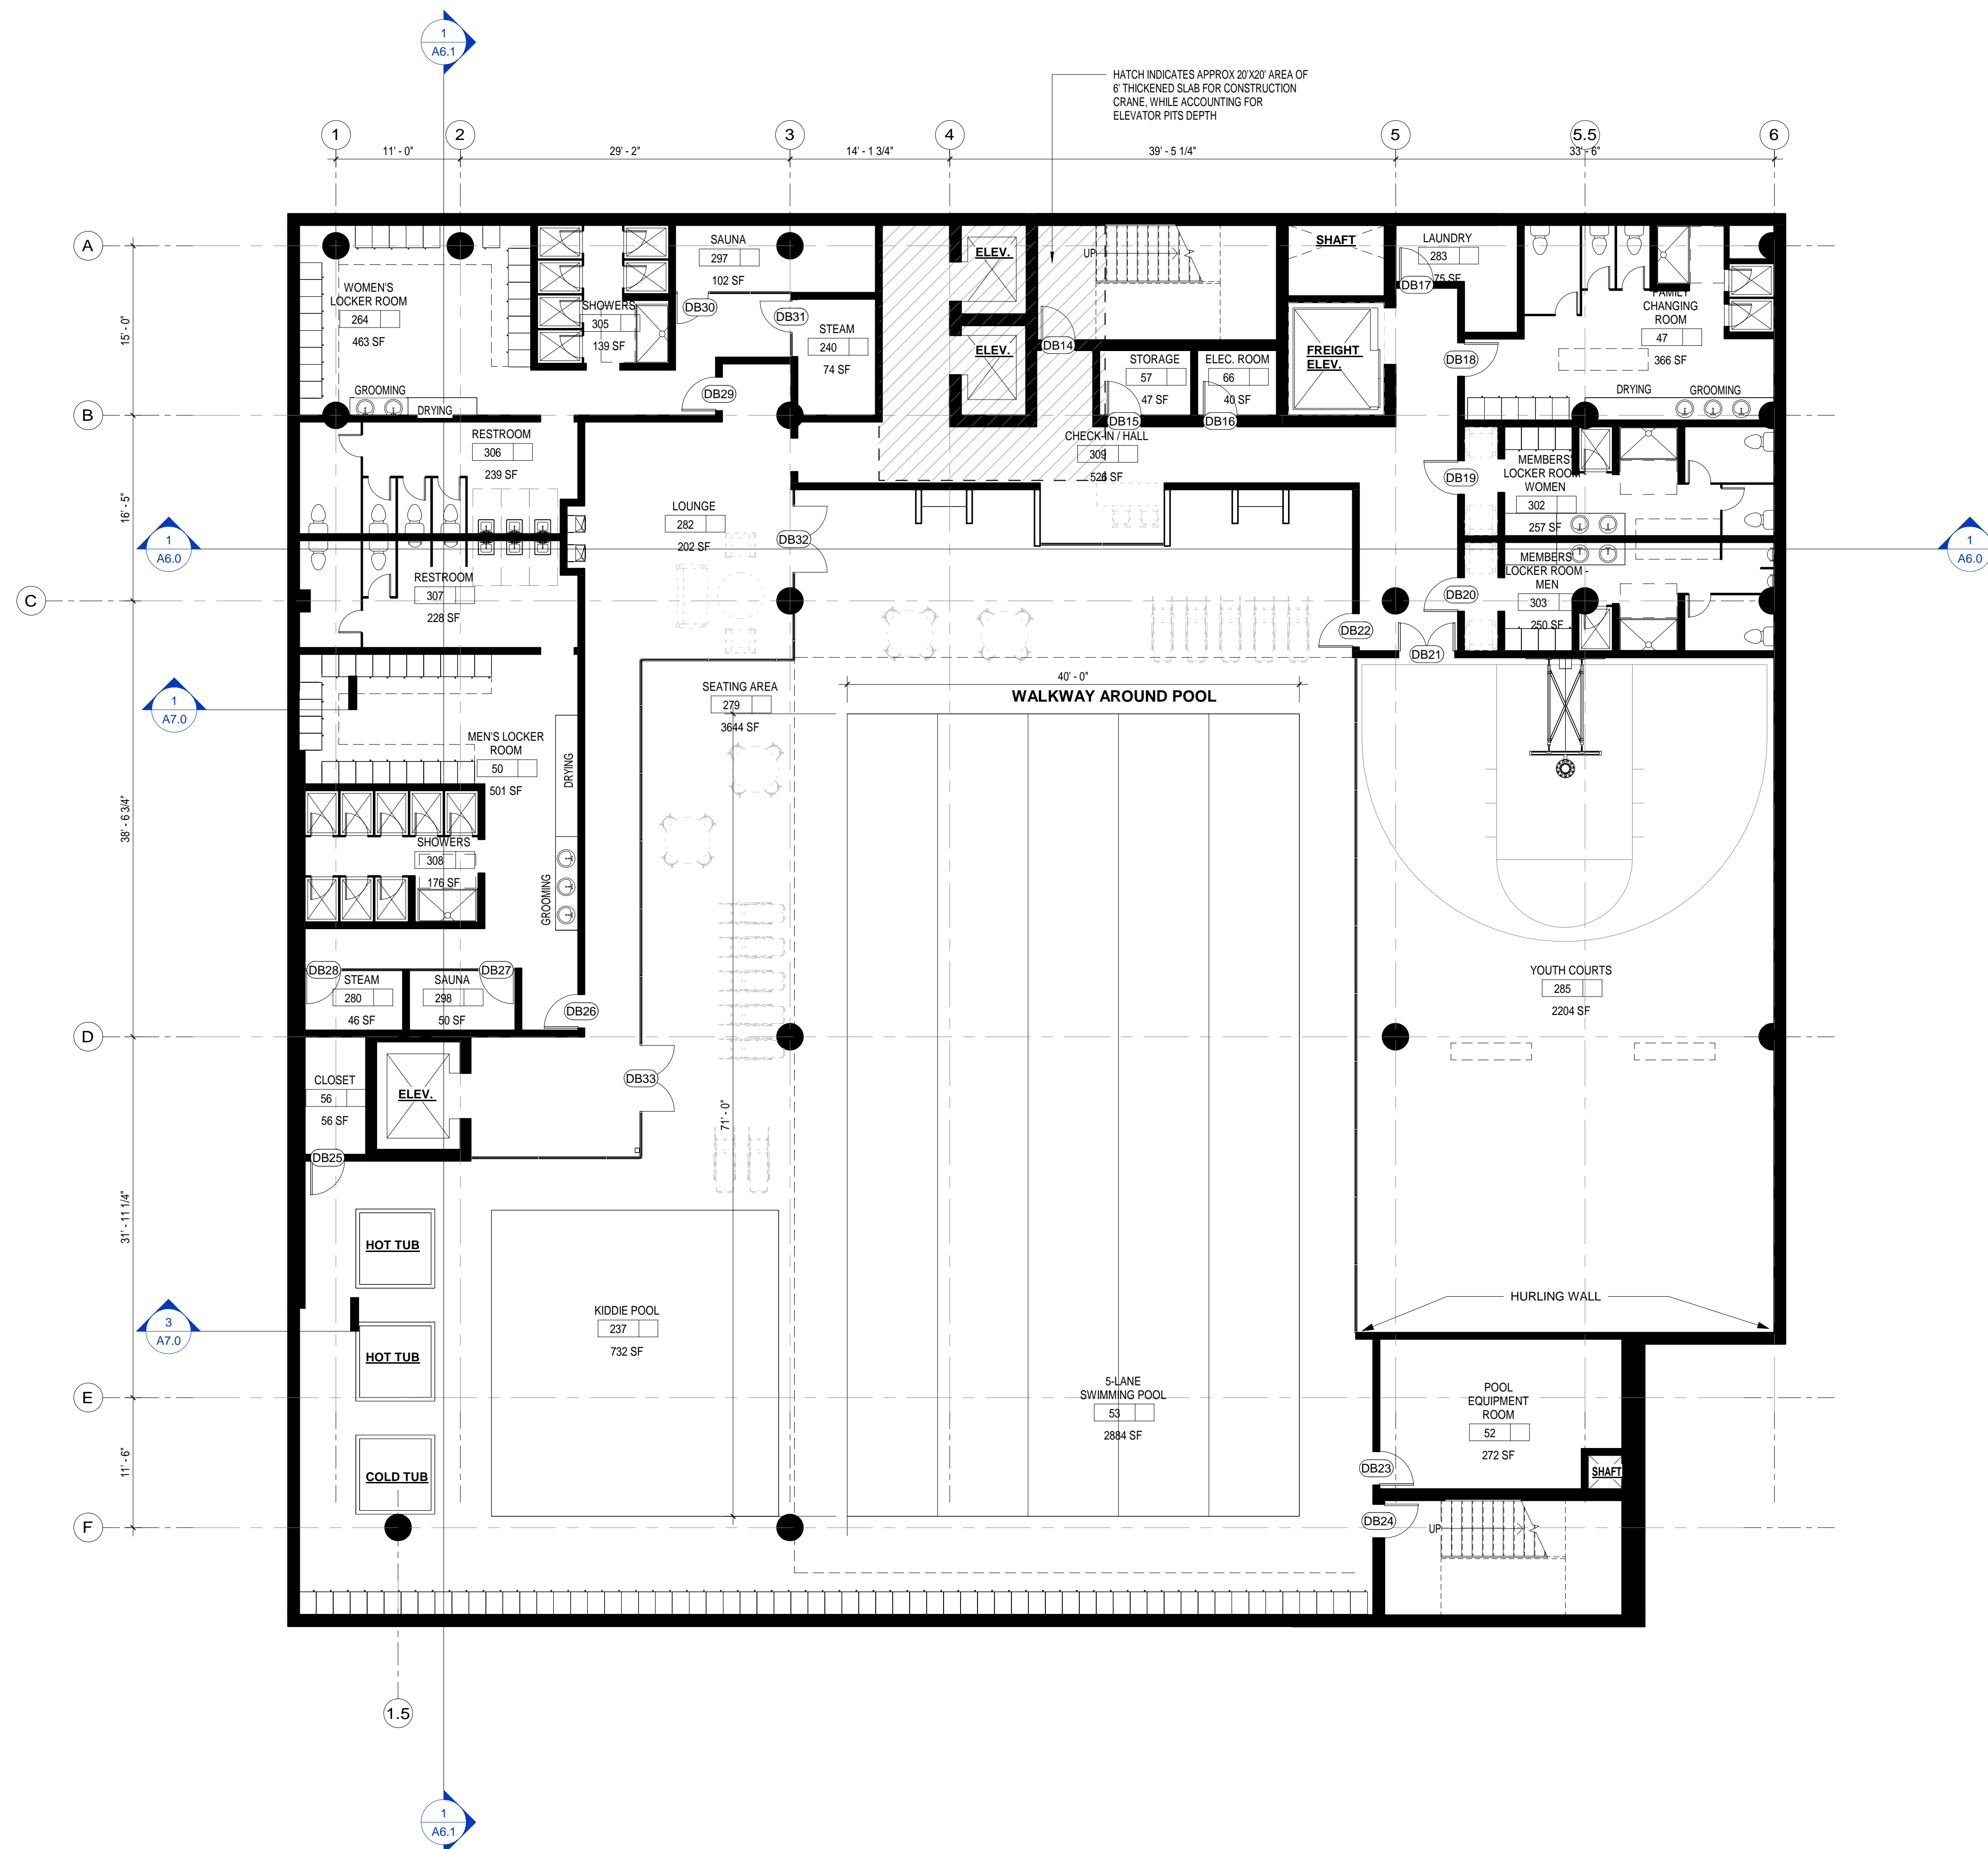 1
A6.1
HATCH INDICATES APPROX 20'X20' AREA OF
6' THICKENED SLAB FOR CONSTRUCTION
CRANE, WHILE ACCOUNTING FOR
ELEVATOR PITS DEPTH
1
2
3
4
5
5.5
6
11' - 0"
29' - 2"
14' - 1 3/4"
39' - 5 1/4"
33' - 6"
A
B
C
D
E
F
1.5
15' - 0"
16' - 5"
38' - 6 3/4"
31' - 11 1/4"
11' - 6"
WOMEN'S
LOCKER ROOM
264
463 SF
GROOMING
DRYING
SHOWERS
305
139 SF
SAUNA
297
102 SF
DB30
DB31
STEAM
240
74 SF
DB29
ELEV.
ELEV.
UP
DB14
STORAGE
57
47 SF
DB15
ELEC. ROOM
66
40 SF
DB16
SHAFT
FREIGHT
ELEV.
LAUNDRY
283
75 SF
DB17
DB18
FAMILY
CHANGING
ROOM
47
366 SF
DRYING
GROOMING
CHECK-IN / HALL
309
526 SF
RESTROOM
306
239 SF
RESTROOM
307
228 SF
LOUNGE
282
202 SF
DB32
DB19
MEMBERS'
LOCKER ROOM -
WOMEN
302
257 SF
MEMBERS'
LOCKER ROOM -
MEN
303
250 SF
DB20
DB21
DB22
1
A6.0
1
A6.0
1
A7.0
SEATING AREA
279
3644 SF
40' - 0"
WALKWAY AROUND POOL
MEN'S LOCKER
ROOM
50
501 SF
DRYING
GROOMING
SHOWERS
308
176 SF
DB28
STEAM
280
46 SF
DB27
SAUNA
298
50 SF
DB26
CLOSET
56
56 SF
DB25
ELEV.
DB33
71' - 0"
YOUTH COURTS
285
2204 SF
HURLING WALL
HOT TUB
HOT TUB
COLD TUB
3
A7.0
KIDDIE POOL
237
732 SF
5-LANE
SWIMMING POOL
53
2884 SF
POOL
EQUIPMENT
ROOM
52
272 SF
SHAFT
DB23
DB24
UP
1
A6.1